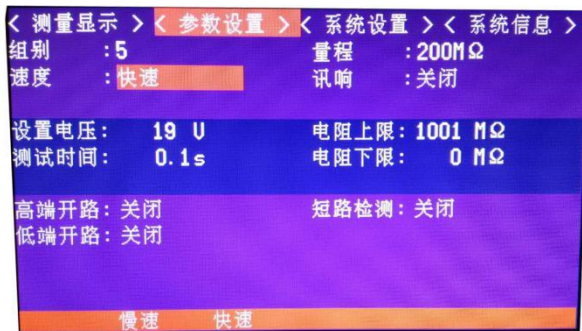 < 测量显示 > < 参数设置 > < 系统设置 > < 系统信息 >
组别 :5 量程 :200MΩ
速度 :快速 讯响 :关闭
设置电压: 19 V 电阻上限: 1001 MΩ
测试时间: 0.1s 电阻下限: 0 MΩ
高端开路: 关闭 短路检测: 关闭
低端开路: 关闭
慢速 快速